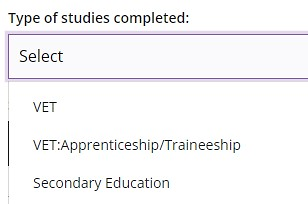 Type of studies completed:
Select
VET
VET:Apprenticeship/Traineeship
Secondary Education